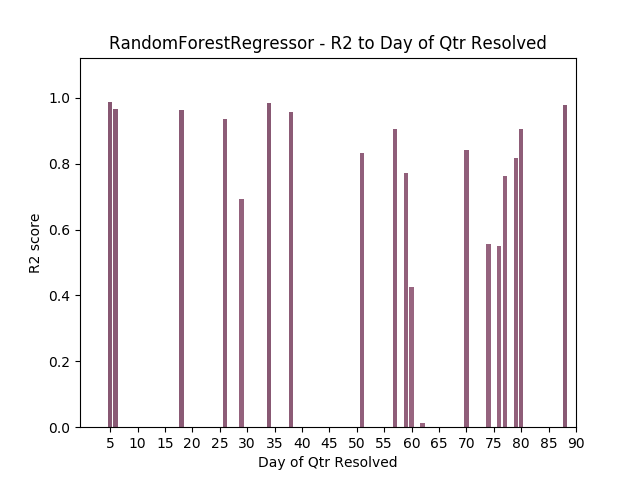 RandomForestRegressor - R2 to Day of Qtr Resolved
1.0
0.8
0.6
0.4
0.2
0.0
R2 score
5 10 15 20 25 30 35 40 45 50 55 60 65 70 75 80 85 90
Day of Qtr Resolved